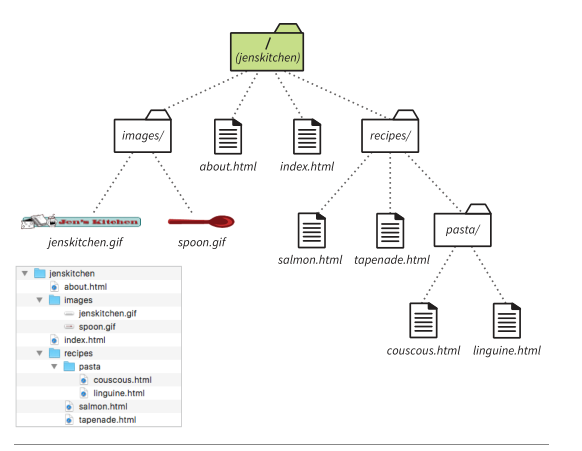 /
(jenskitchen)
images/
about.html
index.html
recipes/
Jen's Kitchen
jenskitchen.gif
spoon.gif
salmon.html
tapenade.html
pasta/
couscous.html
linguine.html
jenskitchen
about.html
images
jenskitchen.gif
spoon.gif
index.html
recipes
pasta
couscous.html
linguine.html
salmon.html
tapenade.html